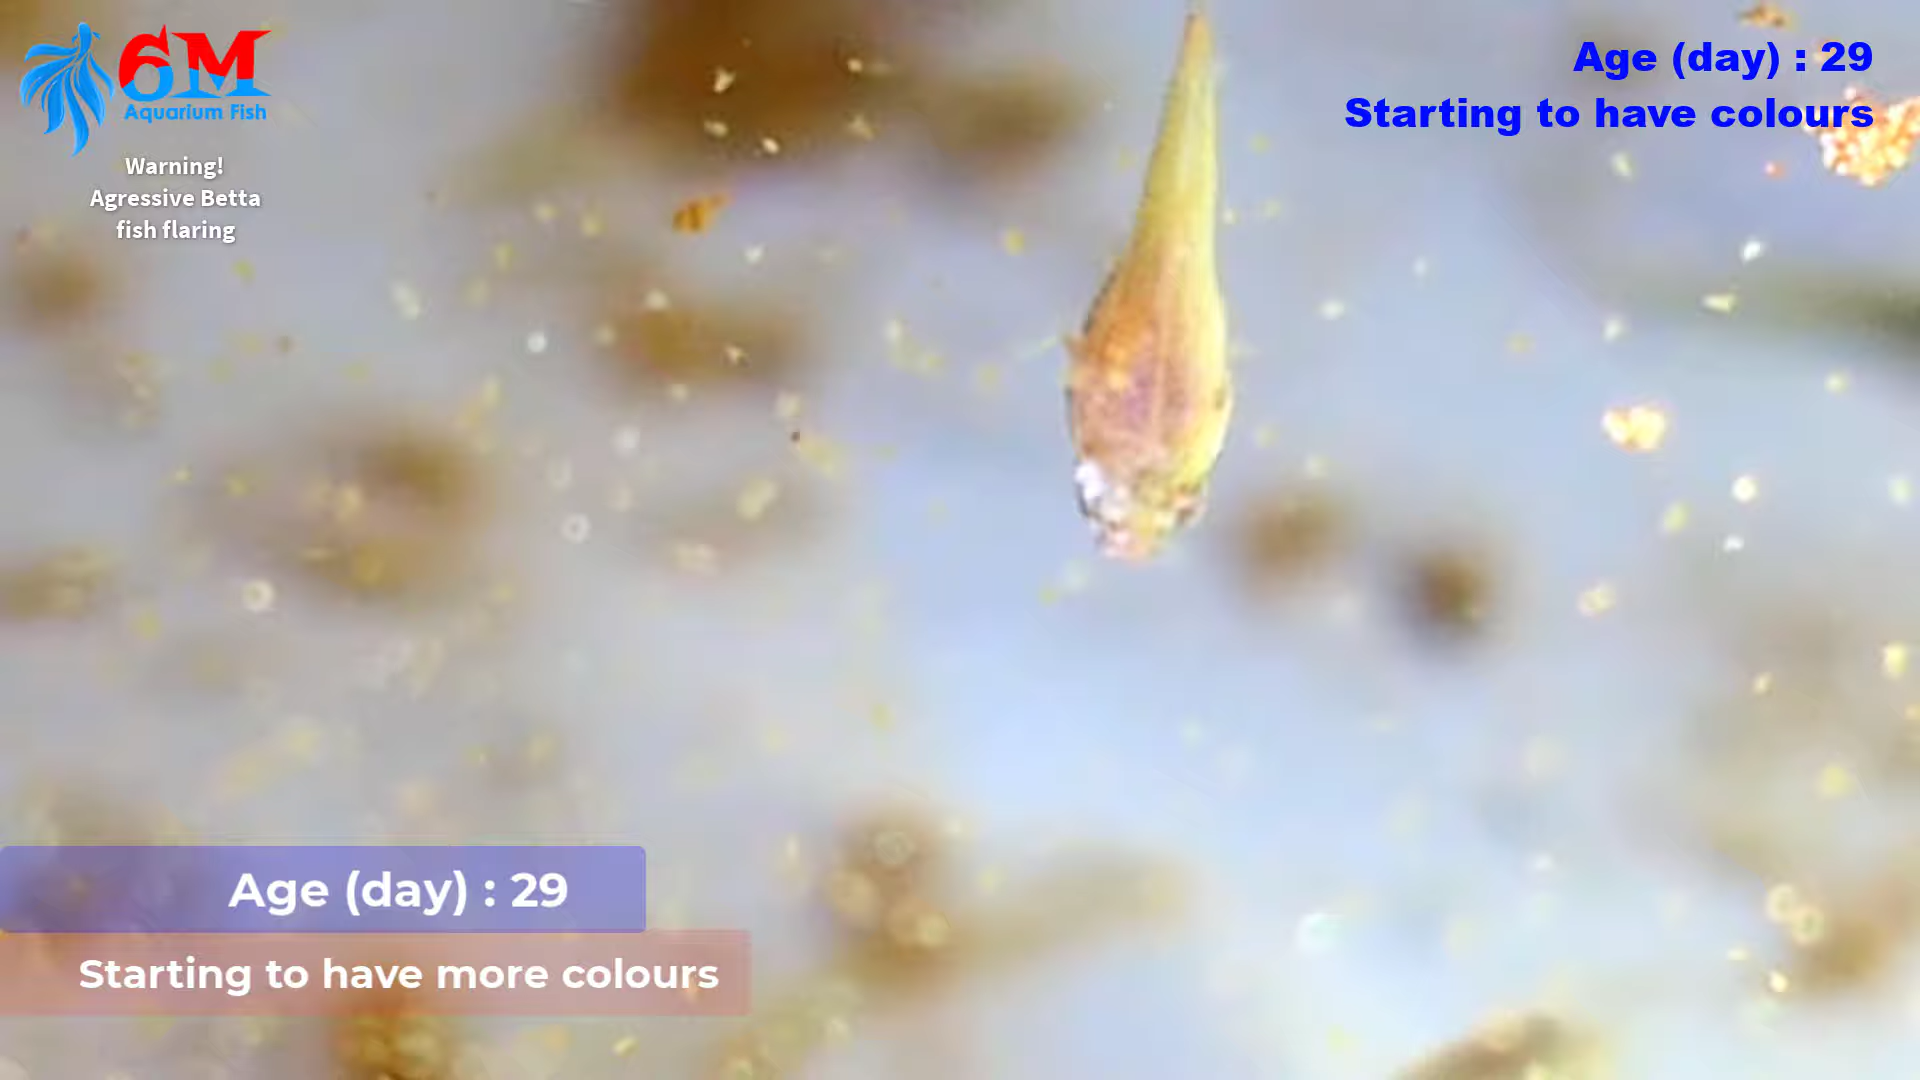 6M
Aquarium Fish
Warning!
Agressive Betta
fish flaring
Age (day) : 29
Starting to have colours
Age (day) : 29
Starting to have more colours